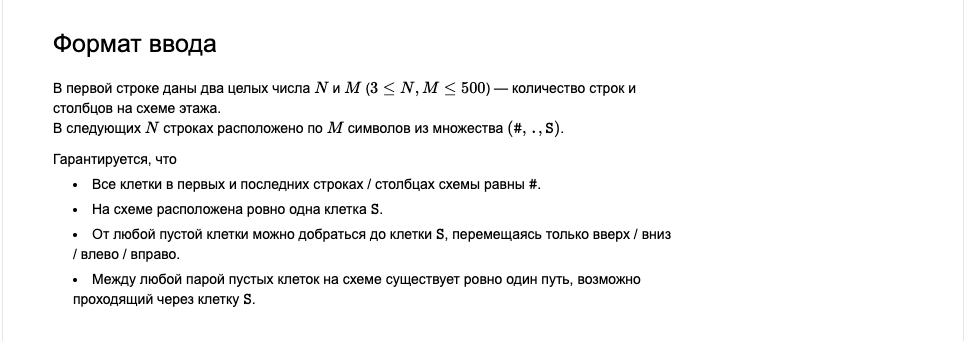 Формат ввода
В первой строке даны два целых числа N и M (3 ≤ N, M ≤ 500) — количество строк и
столбцов на схеме этажа.
В следующих N строках расположено по M символов из множества (#, ., S).
Гарантируется, что
• Все клетки в первых и последних строках / столбцах схемы равны #.
• На схеме расположена ровно одна клетка S.
• От любой пустой клетки можно добраться до клетки S, перемещаясь только вверх / вниз
/ влево / вправо.
• Между любой парой пустых клеток на схеме существует ровно один путь, возможно
проходящий через клетку S.